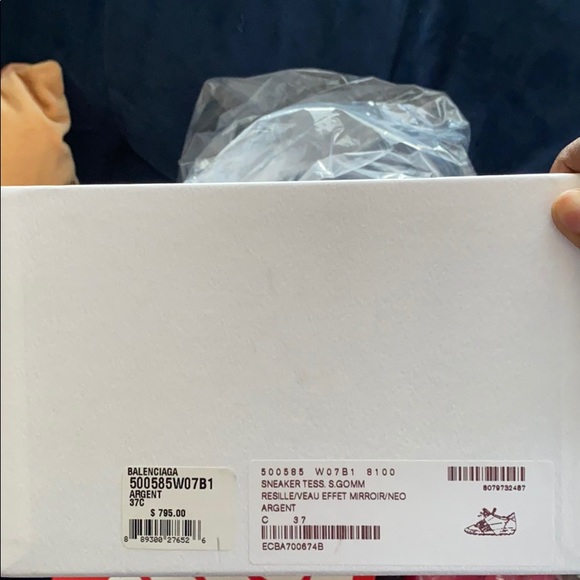 BALENCIAGA
500585W07B1
ARGENT
37C
$ 795.00
8 89300 27652 6
500585 W07B1 8100
SNEAKER TESS. S.GOMM
RESILLE/VEAU EFFET MIRROIR/NEO
ARGENT
C 37
ECBA700674B
8079732487